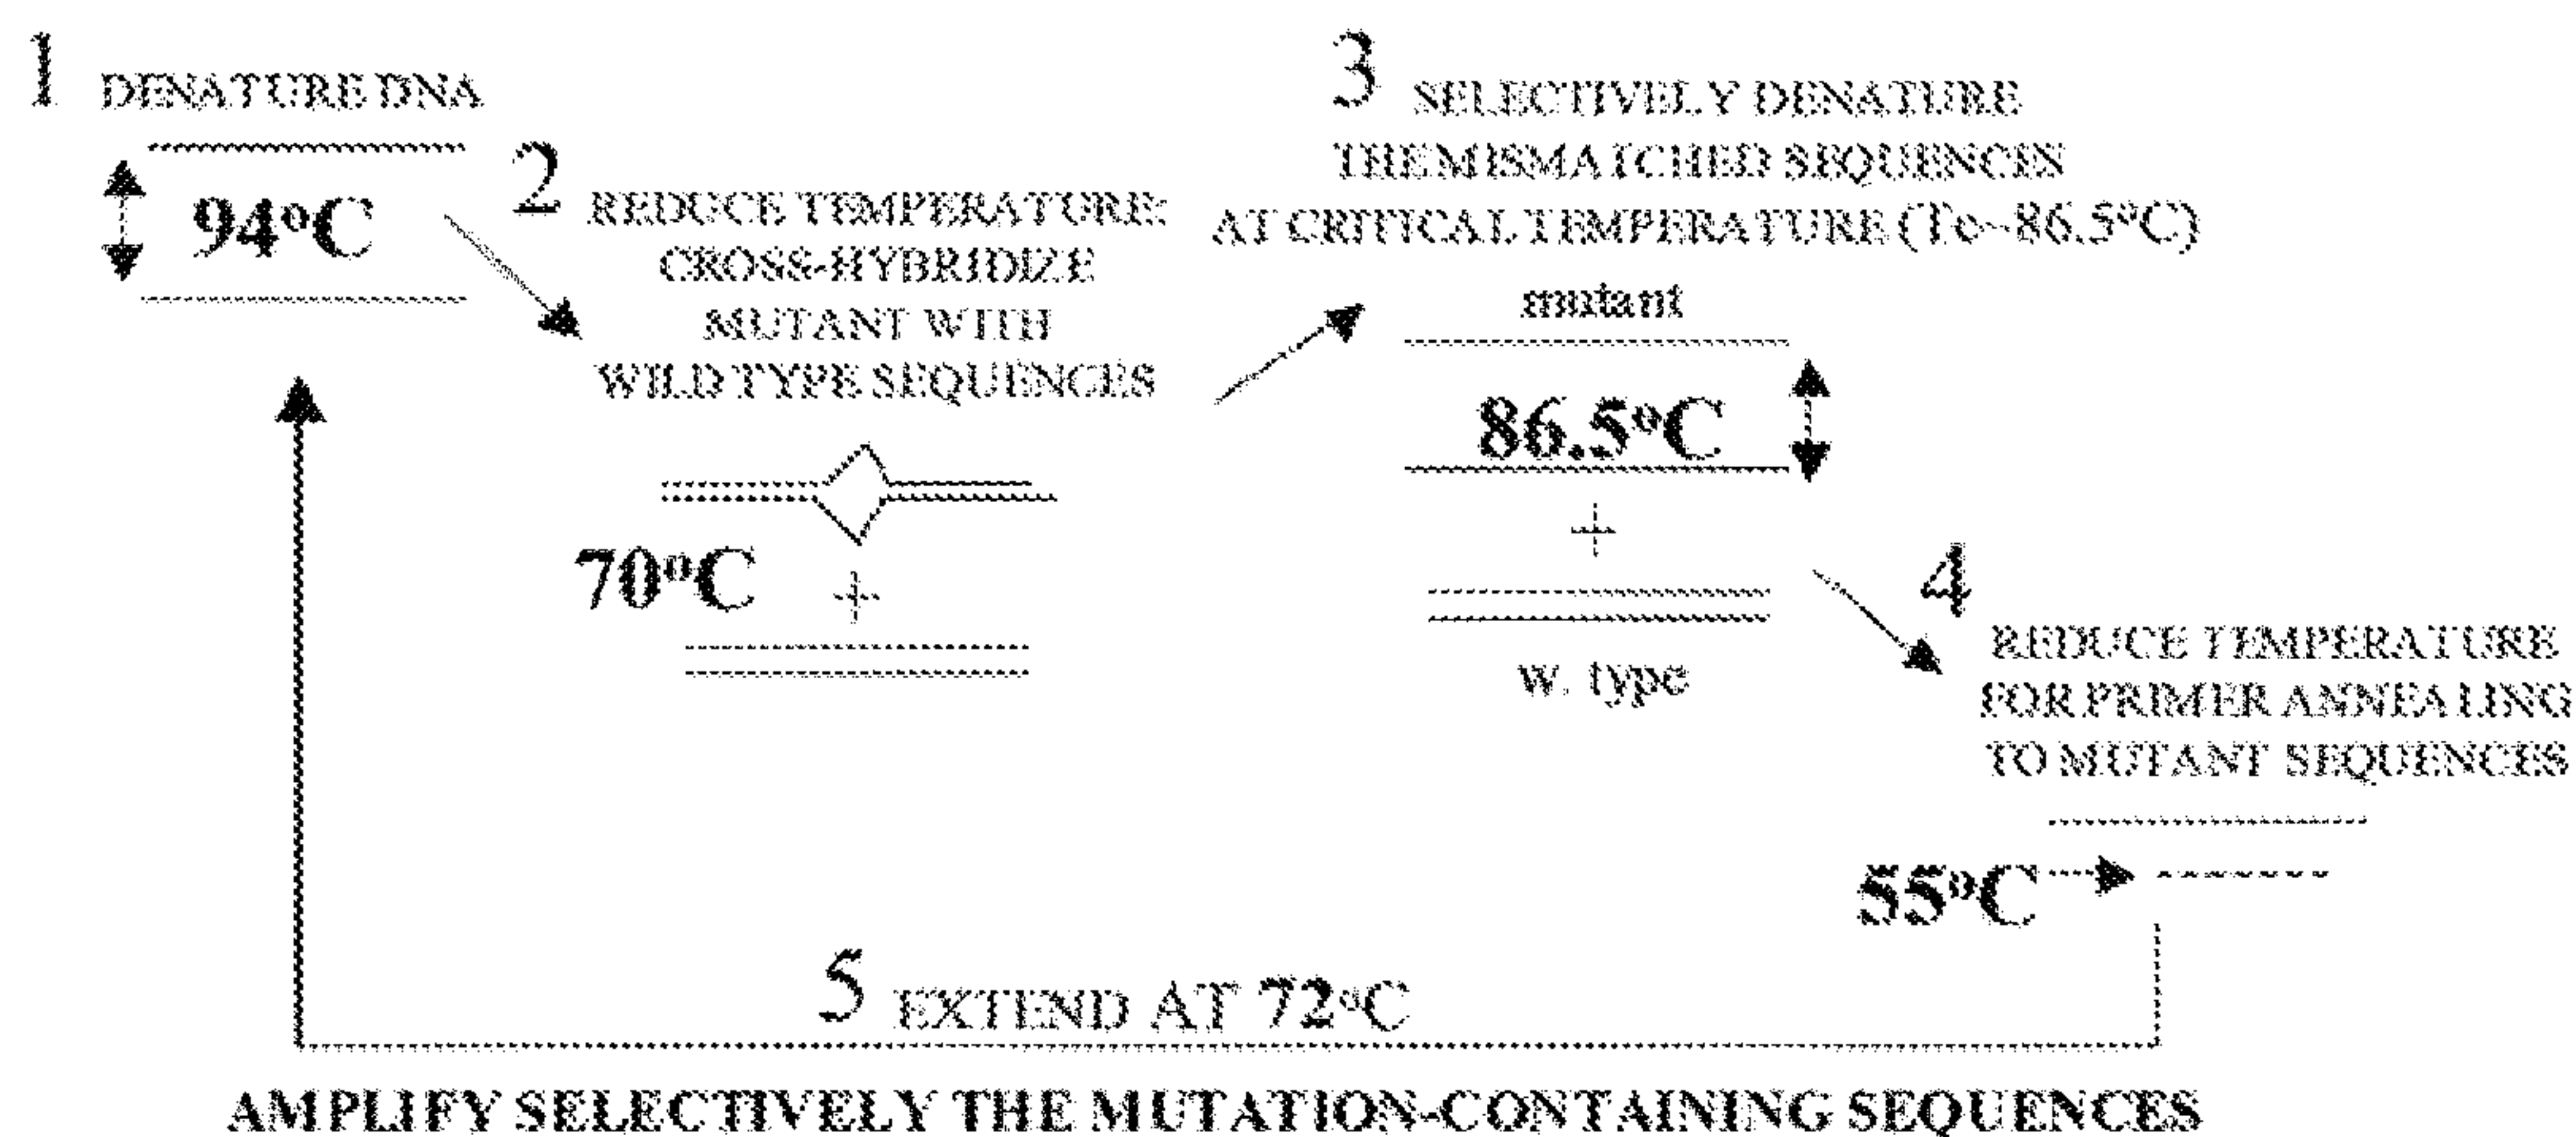 1 DENATURE DNA
94°C
2 REDUCE TEMPERATURE:
CROSS-HYBRIDIZE
MUTANT WITH
WILD TYPE SEQUENCES
70°C
+
3 SELECTIVELY DENATURE
THE MISMATCHED SEQUENCES
AT CRITICAL TEMPERATURE (Tc~86.5°C)
mutant
86.5°C
+
w. type
4
REDUCE TEMPERATURE
FOR PRIMER ANNEALING
TO MUTANT SEQUENCES
55°C
5 EXTEND AT 72°C
AMPLIFY SELECTIVELY THE MUTATION-CONTAINING SEQUENCES